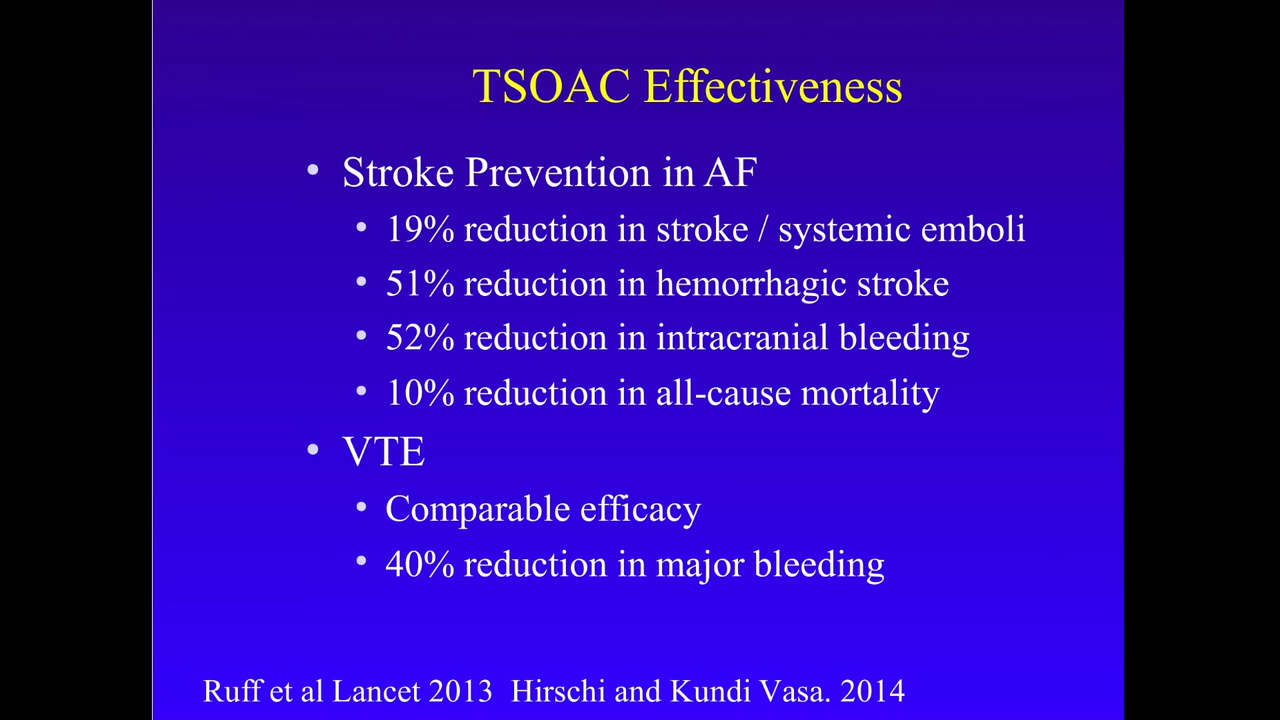 TSOAC Effectiveness
• Stroke Prevention in AF
• 19% reduction in stroke / systemic emboli
• 51% reduction in hemorrhagic stroke
• 52% reduction in intracranial bleeding
• 10% reduction in all-cause mortality
• VTE
• Comparable efficacy
• 40% reduction in major bleeding
Ruff et al Lancet 2013  Hirschi and Kundi Vasa. 2014